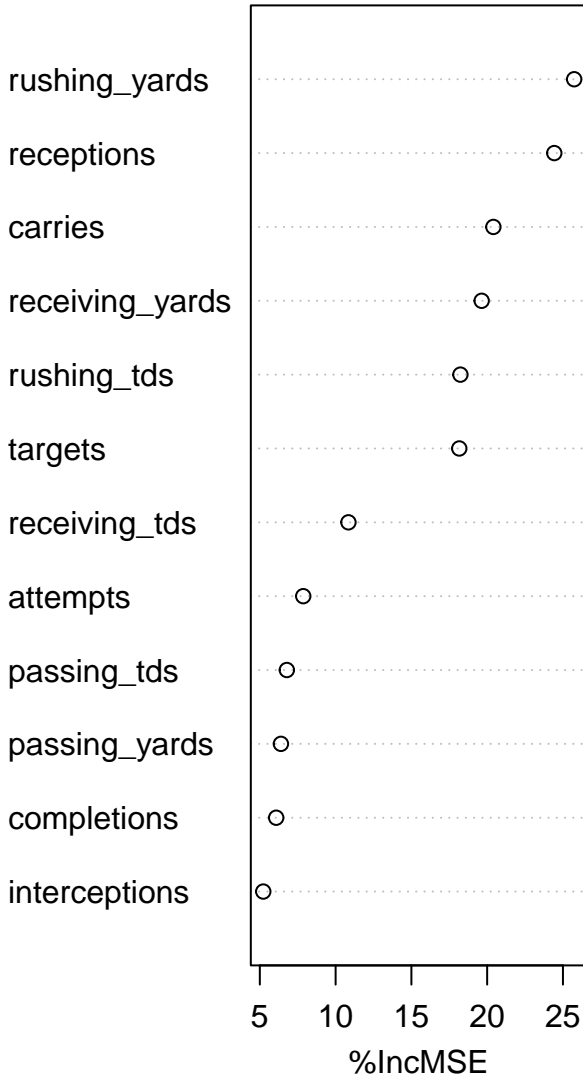 rushing_yards
receptions
carries
receiving_yards
rushing_tds
targets
receiving_tds
attempts
passing_tds
passing_yards
completions
interceptions
5 10 15 20 25
%IncMSE